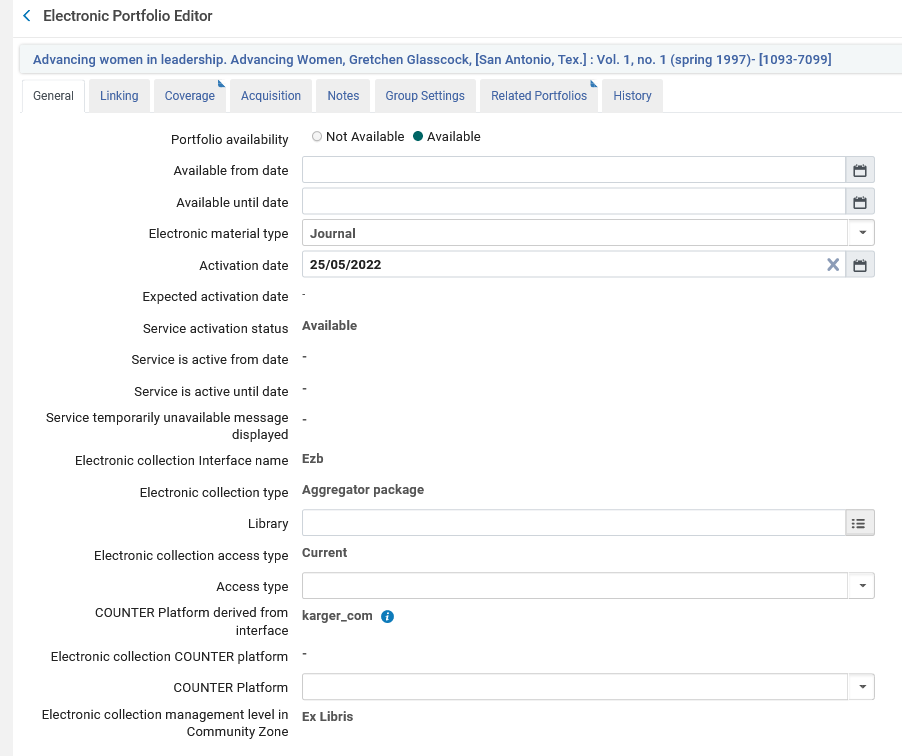 Electronic Portfolio Editor
Advancing women in leadership. Advancing Women, Gretchen Glasscock, [San Antonio, Tex.] : Vol. 1, no. 1 (spring 1997)- [1093-7099]
General Linking Coverage Acquisition Notes Group Settings Related Portfolios History
Portfolio availability Not Available Available
Available from date
Available until date
Electronic material type Journal
Activation date 25/05/2022
Expected activation date -
Service activation status Available
Service is active from date -
Service is active until date -
Service temporarily unavailable message -
displayed
Electronic collection Interface name Ezb
Electronic collection type Aggregator package
Library
Electronic collection access type Current
Access type
COUNTER Platform derived from karger_com
interface
Electronic collection COUNTER platform -
COUNTER Platform
Electronic collection management level in Ex Libris
Community Zone